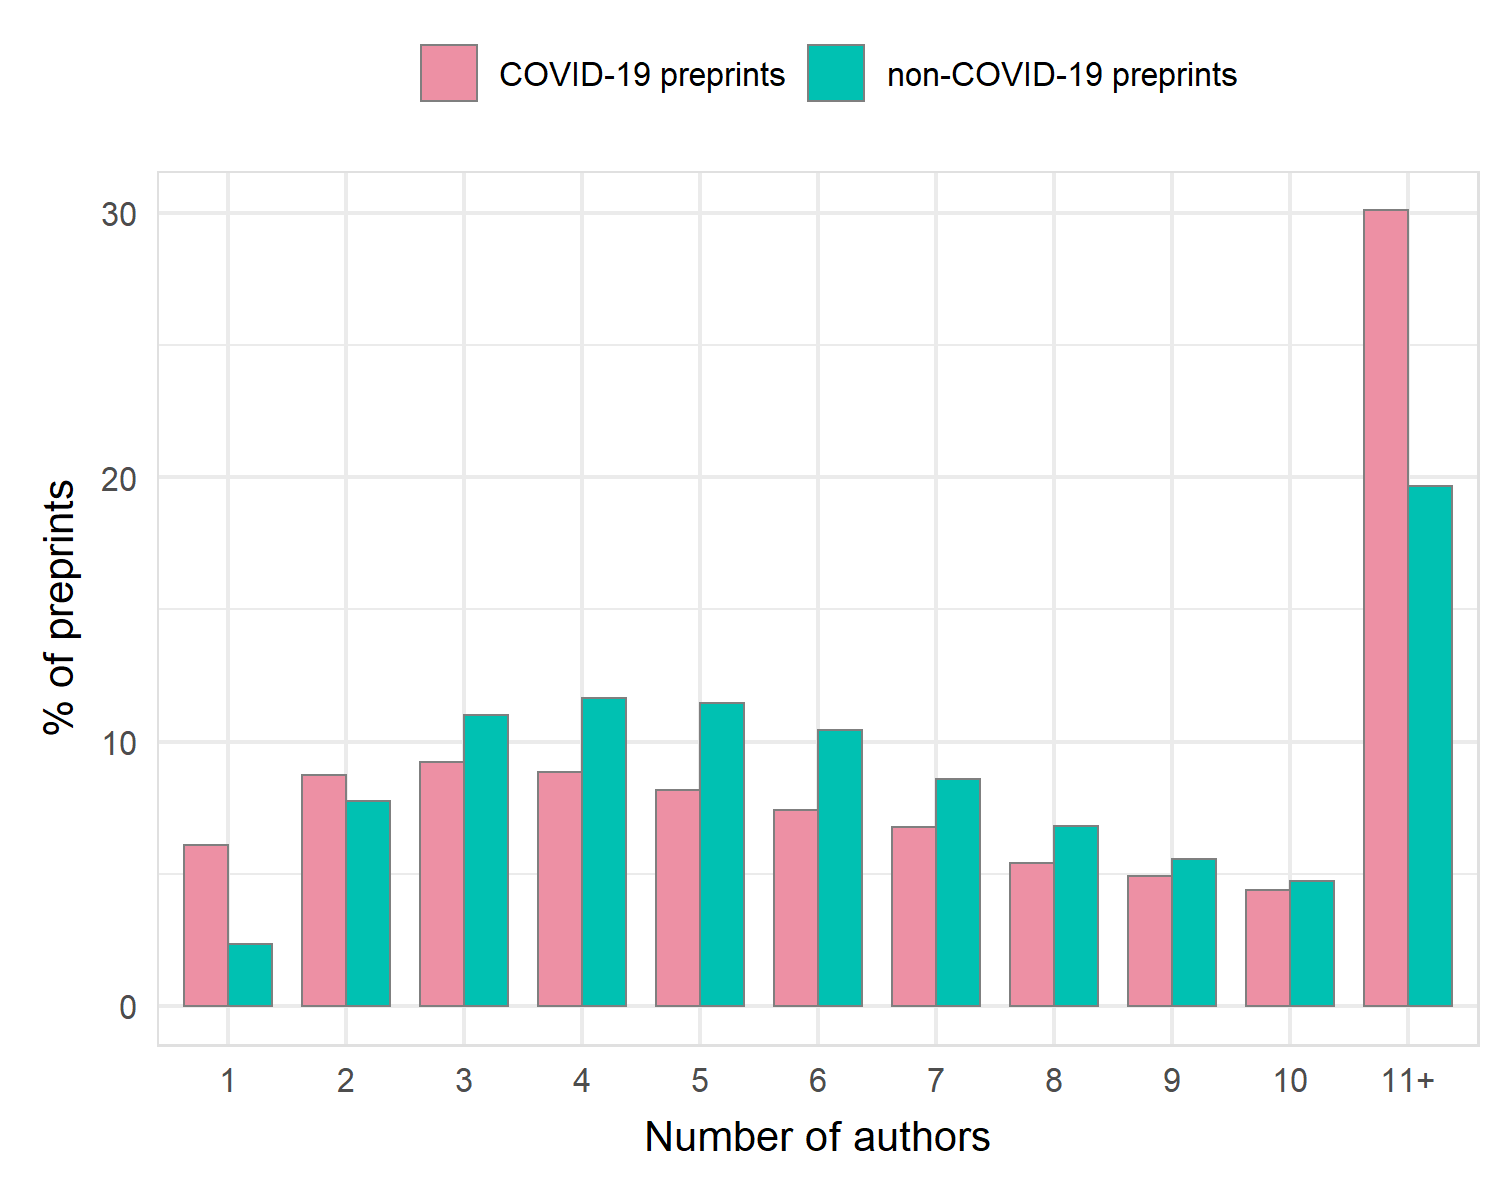 COVID-19 preprints non-COVID-19 preprints
30
20
10
0
% of preprints
1 2 3 4 5 6 7 8 9 10 11+
Number of authors